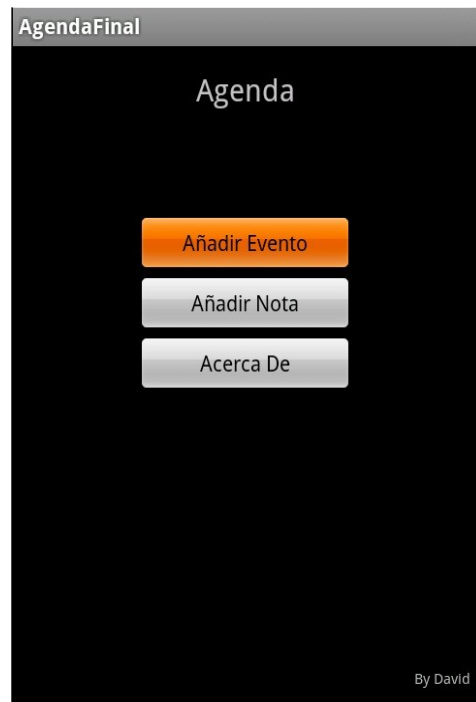 AgendaFinal
Agenda
Añadir Evento
Añadir Nota
Acerca De
By David